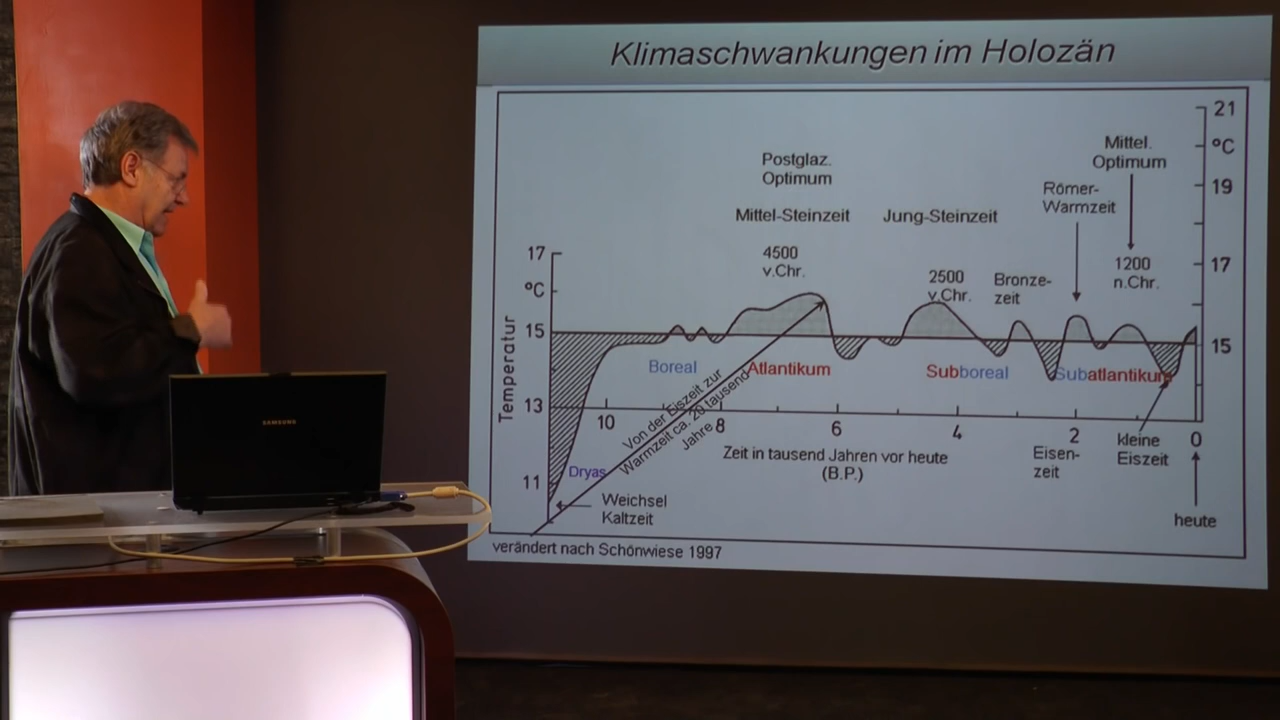 Klimaschwankungen im Holozän
21
°C
19
17
15
Mittel.
Optimum
Römer-
Warmzeit
Postglaz.
Optimum
Mittel-Steinzeit
Jung-Steinzeit
4500
v.Chr.
2500
v.Chr.
Bronze-
zeit
1200
n.Chr.
17
°C
15
13
11
Temperatur
Boreal
Atlantikum
Subboreal
Subatlantikum
Von der Eiszeit zur
Warmzeit ca. 20 tausend
Jahre
10
8
6
4
2
0
Zeit in tausend Jahren vor heute
(B.P.)
Eisen-
zeit
kleine
Eiszeit
heute
Dryas
Weichsel
Kaltzeit
verändert nach Schönwiese 1997
SAMSUNG